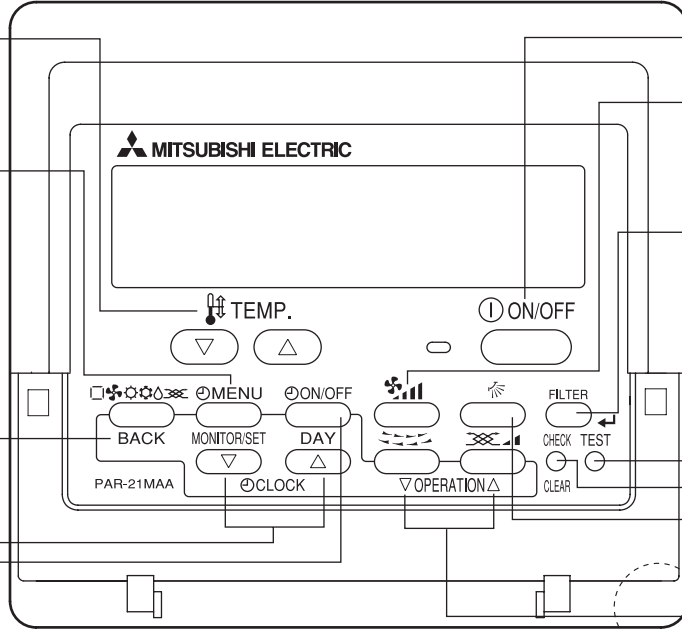 MITSUBISHI ELECTRIC
TEMP.
ON/OFF
MENU
ON/OFF
FILTER
BACK
MONITOR/SET
DAY
CHECK
TEST
PAR-21MAA
CLOCK
▽ OPERATION △
CLEAR